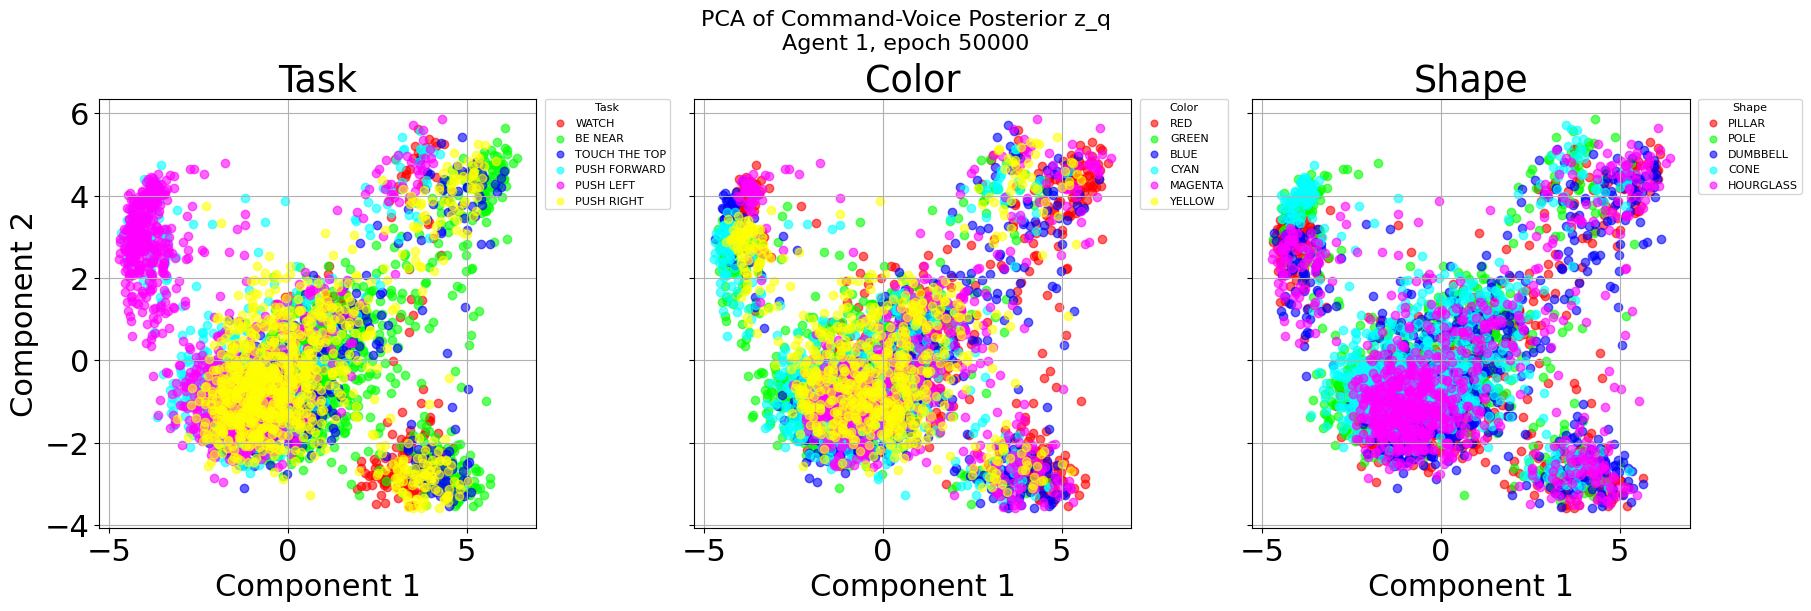 PCA of Command-Voice Posterior z_q
Agent 1, epoch 50000
Task
Color
Shape
Component 2
6
4
2
0
−2
−4
−5
0
5
Component 1
Task
WATCH
BE NEAR
TOUCH THE TOP
PUSH FORWARD
PUSH LEFT
PUSH RIGHT
−5
0
5
Component 1
Color
RED
GREEN
BLUE
CYAN
MAGENTA
YELLOW
−5
0
5
Component 1
Shape
PILLAR
POLE
DUMBBELL
CONE
HOURGLASS